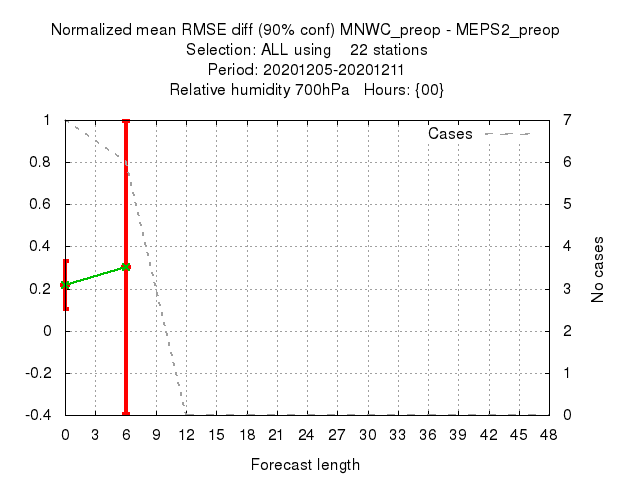 Normalized mean RMSE diff (90% conf) MNWC_preop - MEPS2_preop
Selection: ALL using 22 stations
Period: 20201205-20201211
Relative humidity 700hPa Hours: {00}
Cases
1
0.8
0.6
0.4
0.2
0
-0.2
-0.4
7
6
5
4
3
2
1
0
No cases
0 3 6 9 12 15 18 21 24 27 30 33 36 39 42 45 48
Forecast length